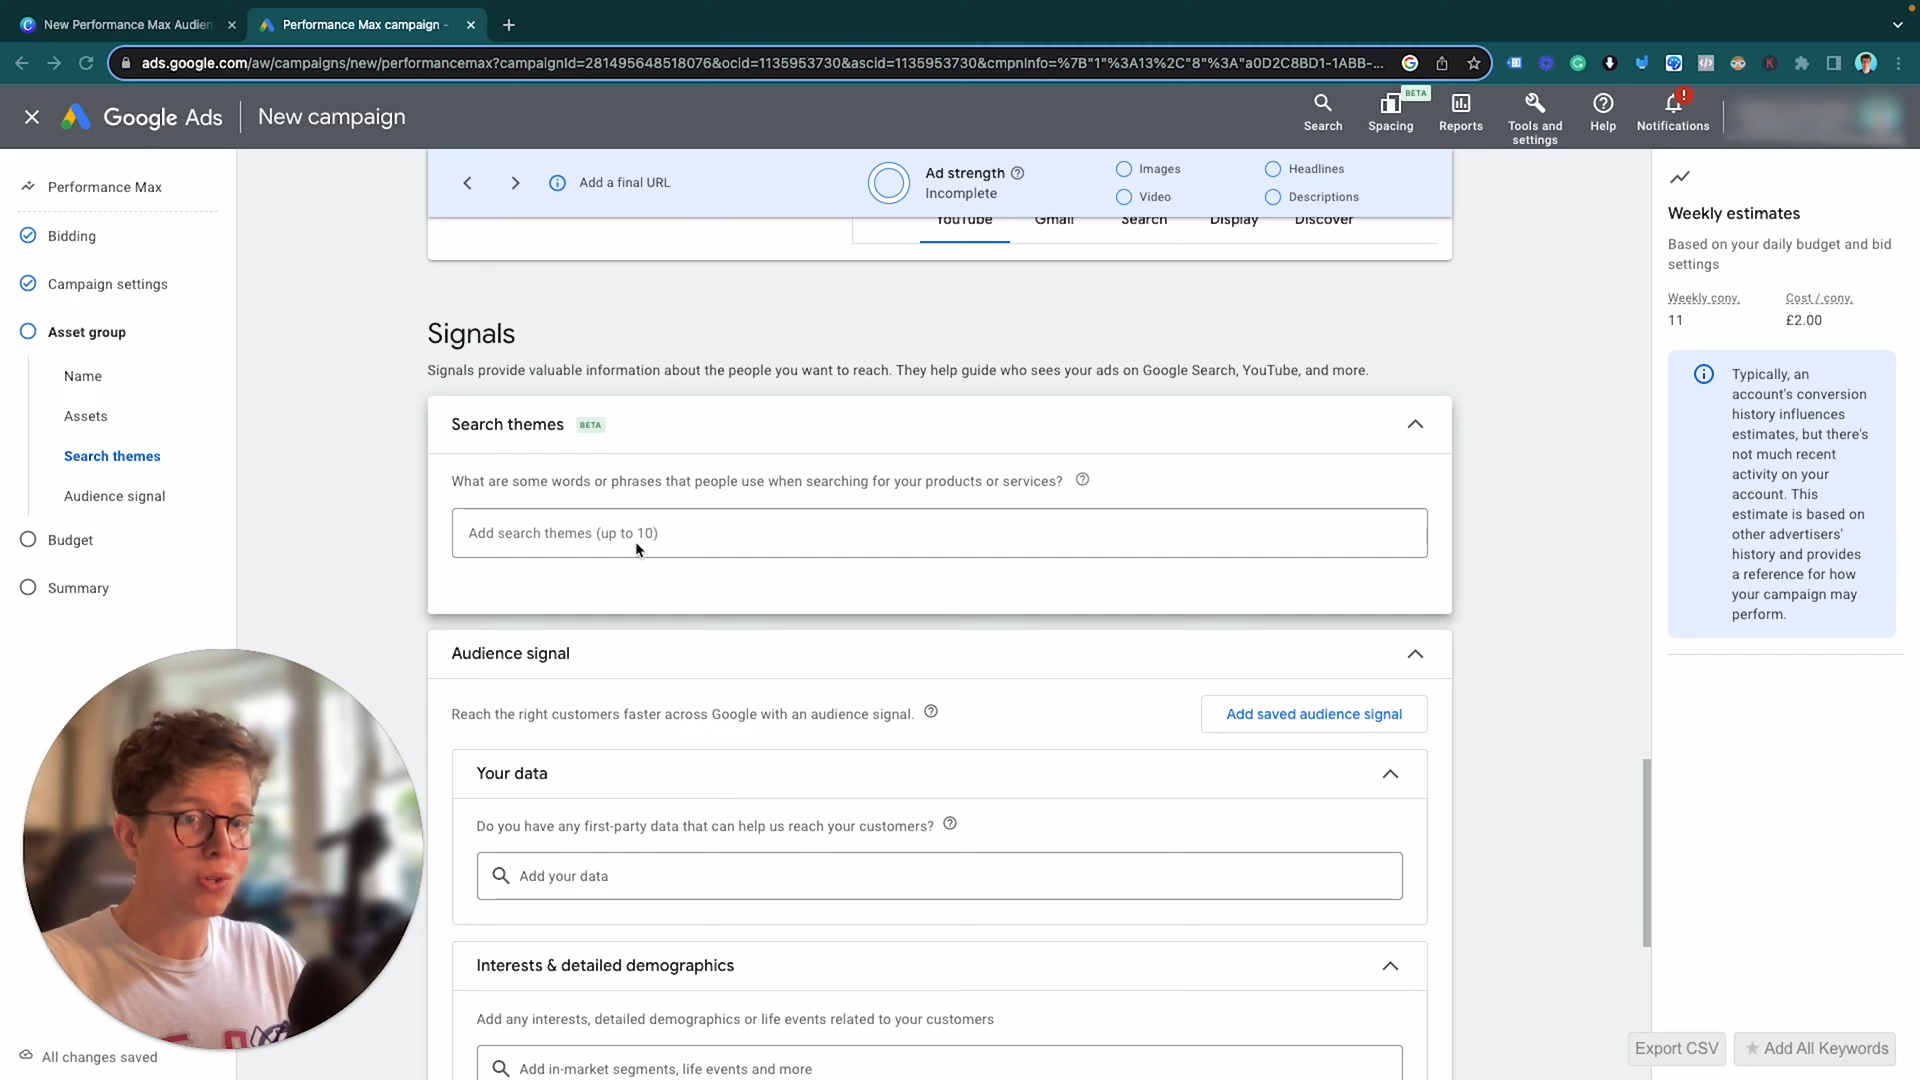 New Performance Max Audien
Performance Max campaign -
ads.google.com/aw/campaigns/new/performancemax?campaignId=281495648518076&ocid=1135953730&ascid=1135953730&cmpnInfo=%7B"1"%3A13%2C"8"%3A"a0D2C8BD1-1ABB-...
Google Ads
New campaign
Search
BETA
Spacing
Reports
Tools and
settings
Help
Notifications
Performance Max
Bidding
Campaign settings
Asset group
Name
Assets
Search themes
Audience signal
Budget
Summary
All changes saved
Add a final URL
Ad strength
Incomplete
Images
Headlines
Video
Descriptions
YouTube
Gmail
Search
Display
Discover
Signals
Signals provide valuable information about the people you want to reach. They help guide who sees your ads on Google Search, YouTube, and more.
Search themes BETA
What are some words or phrases that people use when searching for your products or services?
Add search themes (up to 10)
Audience signal
Reach the right customers faster across Google with an audience signal.
Add saved audience signal
Your data
Do you have any first-party data that can help us reach your customers?
Add your data
Interests & detailed demographics
Add any interests, detailed demographics or life events related to your customers
Add in-market segments, life events and more
Weekly estimates
Based on your daily budget and bid
settings
Weekly conv.
Cost / conv.
11
£2.00
Typically, an
account's conversion
history influences
estimates, but there's
not much recent
activity on your
account. This
estimate is based on
other advertisers'
history and provides
a reference for how
your campaign may
perform.
Export CSV
Add All Keywords